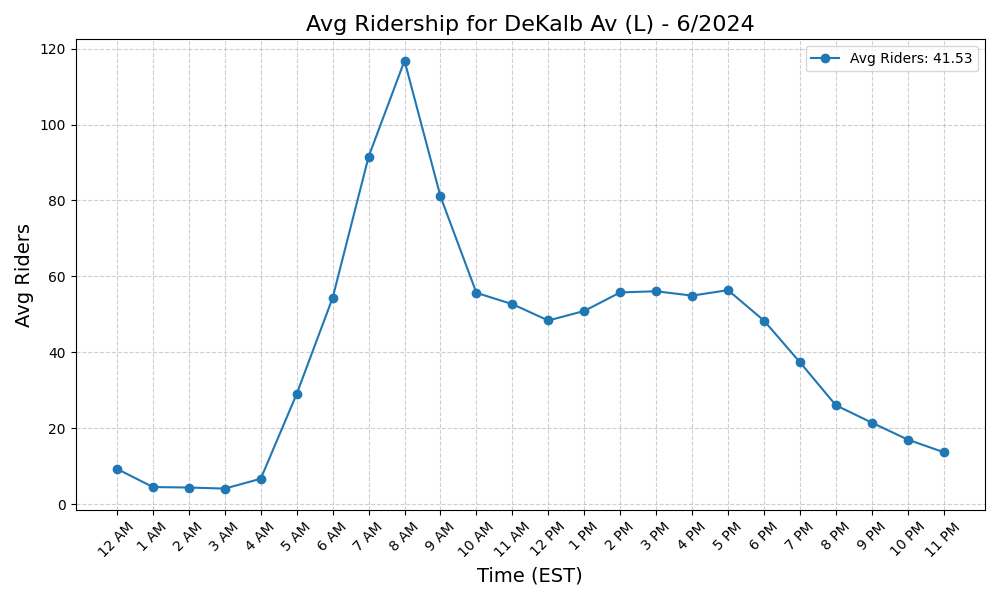 Avg Ridership for DeKalb Av (L) - 6/2024
Avg Riders: 41.53
Avg Riders
120
100
80
60
40
20
0
12 AM
1 AM
2 AM
3 AM
4 AM
5 AM
6 AM
7 AM
8 AM
9 AM
10 AM
11 AM
12 PM
1 PM
2 PM
3 PM
4 PM
5 PM
6 PM
7 PM
8 PM
9 PM
10 PM
11 PM
Time (EST)